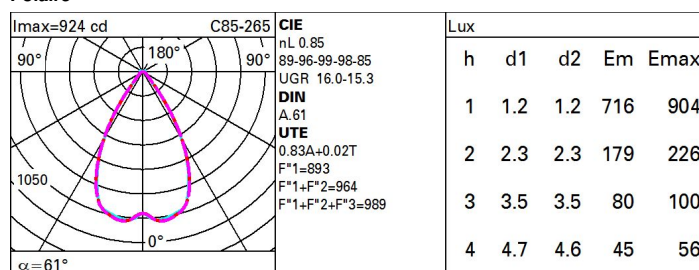 Imax=924 cd C85-265
90° 180° 90°
1050
0°
α=61°
CIE
nL 0.85
89-96-99-98-85
UGR 16.0-15.3
DIN
A.61
UTE
0.83A+0.02T
F"1=893
F"1+F"2=964
F"1+F"2+F"3=989
Lux
h d1 d2 Em Emax
1 1.2 1.2 716 904
2 2.3 2.3 179 226
3 3.5 3.5 80 100
4 4.7 4.6 45 56